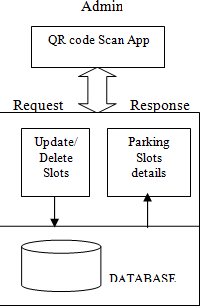 Admin
QR code Scan App
Request
Response
Update/
Delete
Slots
Parking
Slots
details
DATABASE